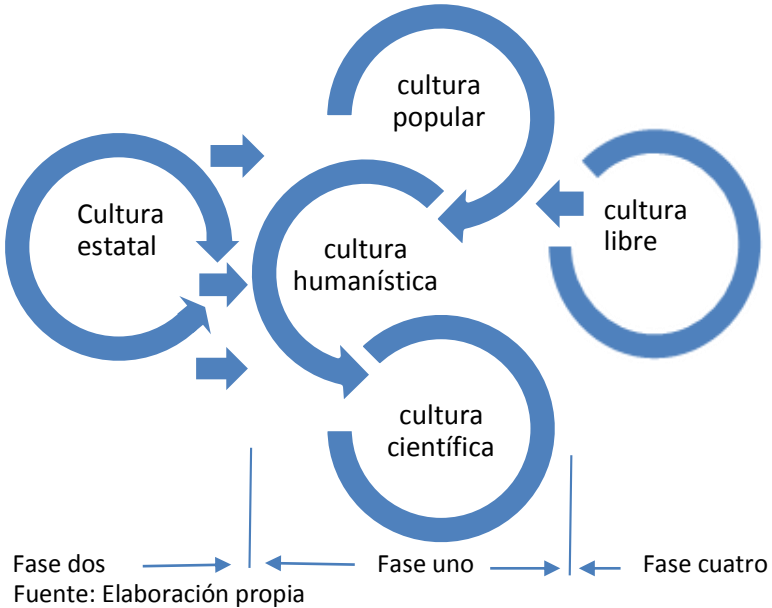 cultura
popular
Cultura
estatal
cultura
libre
cultura
humanística
cultura
científica
Fase dos
Fase uno
Fase cuatro
Fuente: Elaboración propia